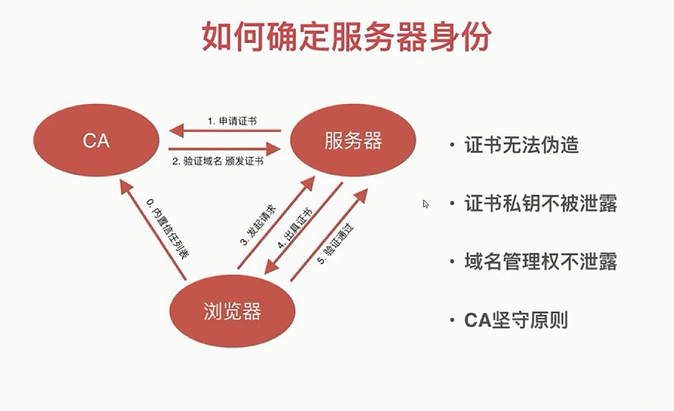 如何确定服务器身份
CA
1. 申请证书
服务器
2. 验证域名 颁发证书
0. 内置信任列表
3. 发起请求
4. 出具证书
5. 验证通过
浏览器
· 证书无法伪造
· 证书私钥不被泄露
· 域名管理权不泄露
· CA坚守原则